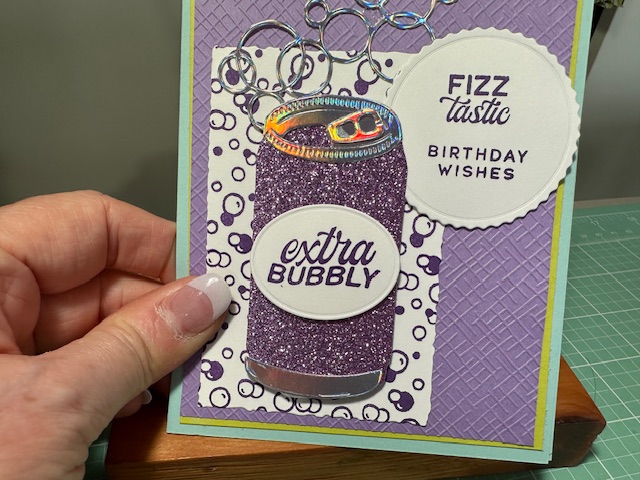 FIZZ
tastic
BIRTHDAY
WISHES
extra
BUBBLY